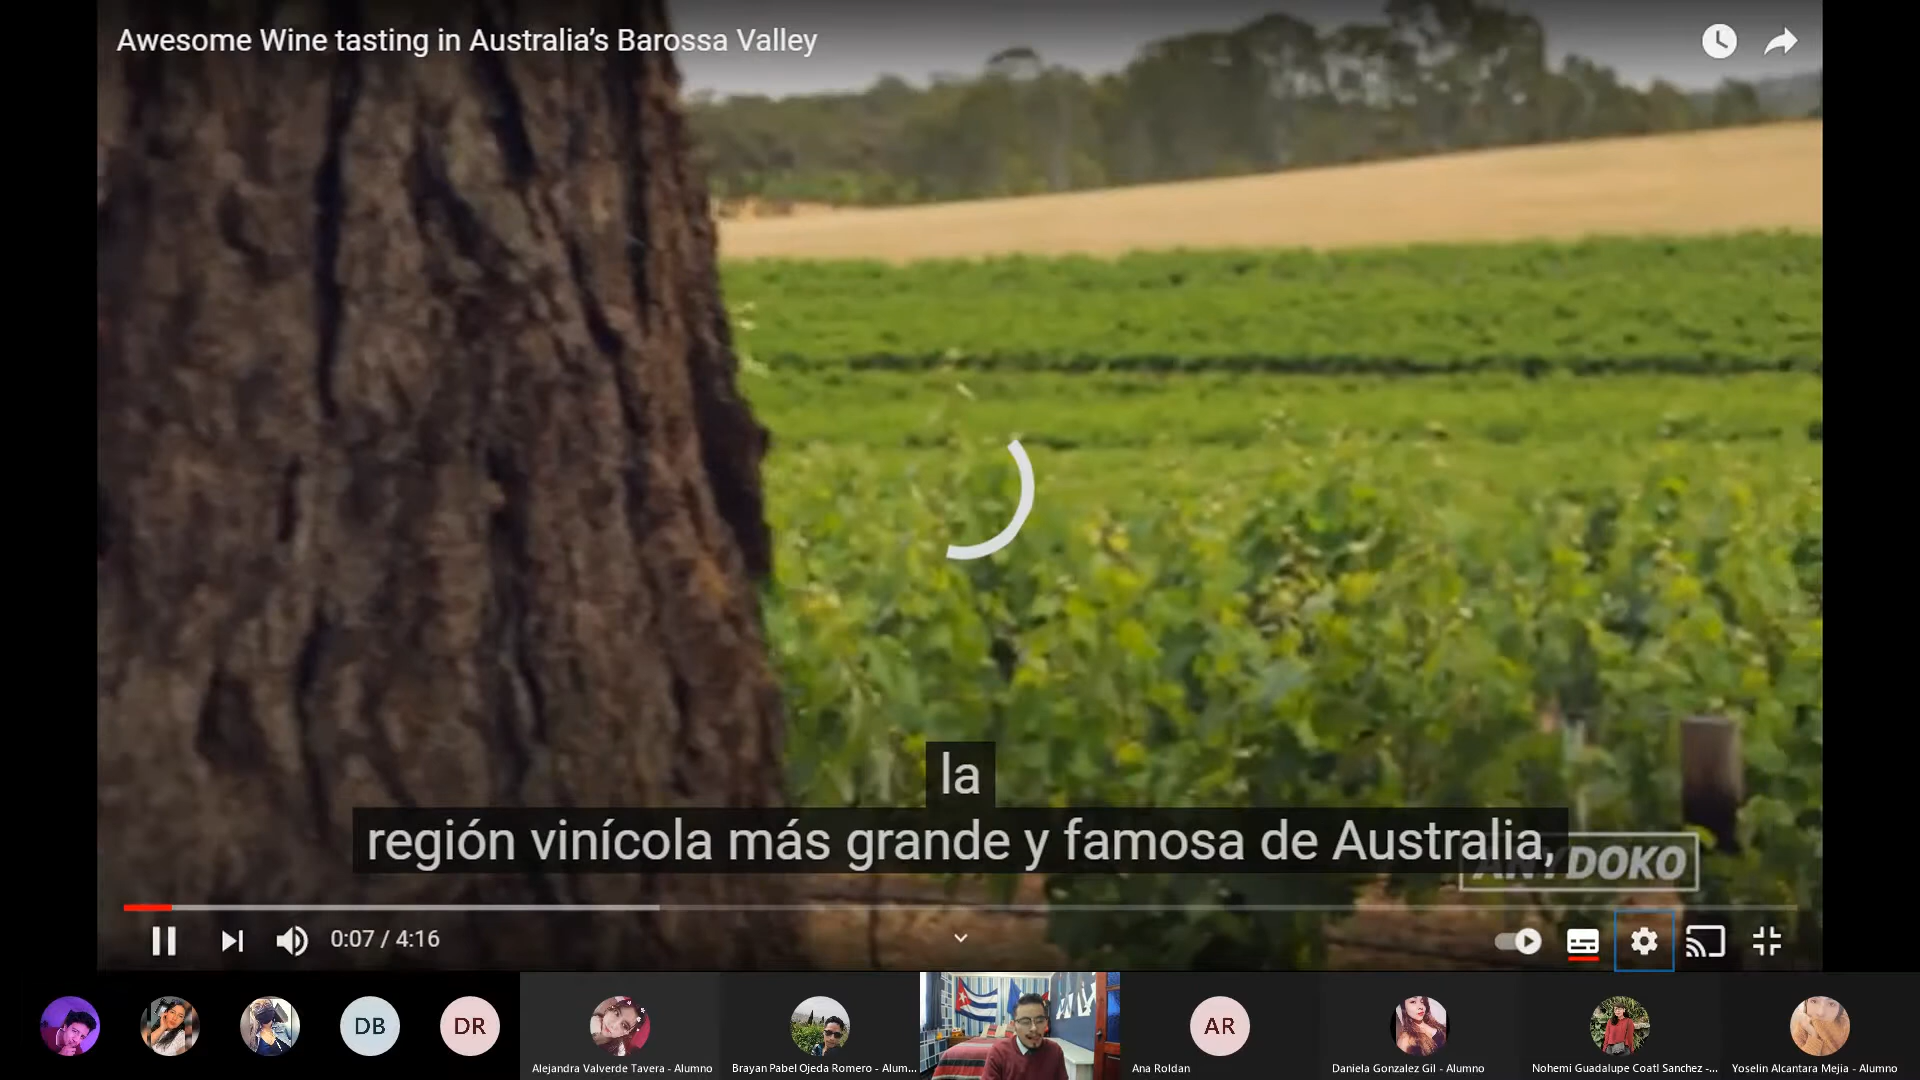 Awesome Wine tasting in Australia's Barossa Valley
la
región vinícola más grande y famosa de Australia,
ANYDOKO
0:07 / 4:16
DB
DR
Alejandra Valverde Tavera - Alumno
Brayan Pabel Ojeda Romero - Alum...
Ana Roldan
AR
Daniela Gonzalez Gil - Alumno
Nohemi Guadalupe Coatl Sanchez -...
Yoselin Alcantara Mejia - Alumno